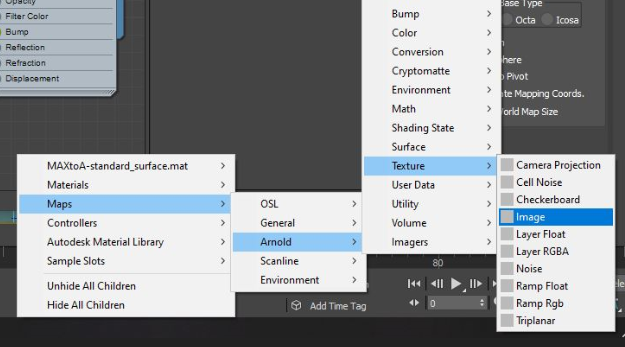 Opacity
Filter Color
Bump
Reflection
Refraction
Displacement
MAXtoA-standard_surface.mat
Materials
Maps
Controllers
Autodesk Material Library
Sample Slots
Unhide All Children
Hide All Children
OSL
General
Arnold
Scanline
Environment
Bump
Color
Conversion
Cryptomatte
Environment
Math
Shading State
Surface
Texture
User Data
Utility
Volume
Imagers
Camera Projection
Cell Noise
Checkerboard
Image
Layer Float
Layer RGBA
Noise
Ramp Float
Ramp Rgb
Triplanar
Base Type
Octa
Icosa
Pivot
Mapping Coords.
Map Size
80
0
Add Time Tag